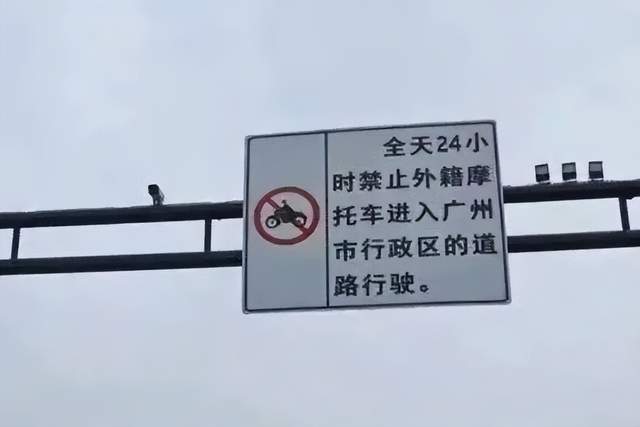 全天24小
时禁止外籍摩
托车进入广州
市行政区的道
路行驶。